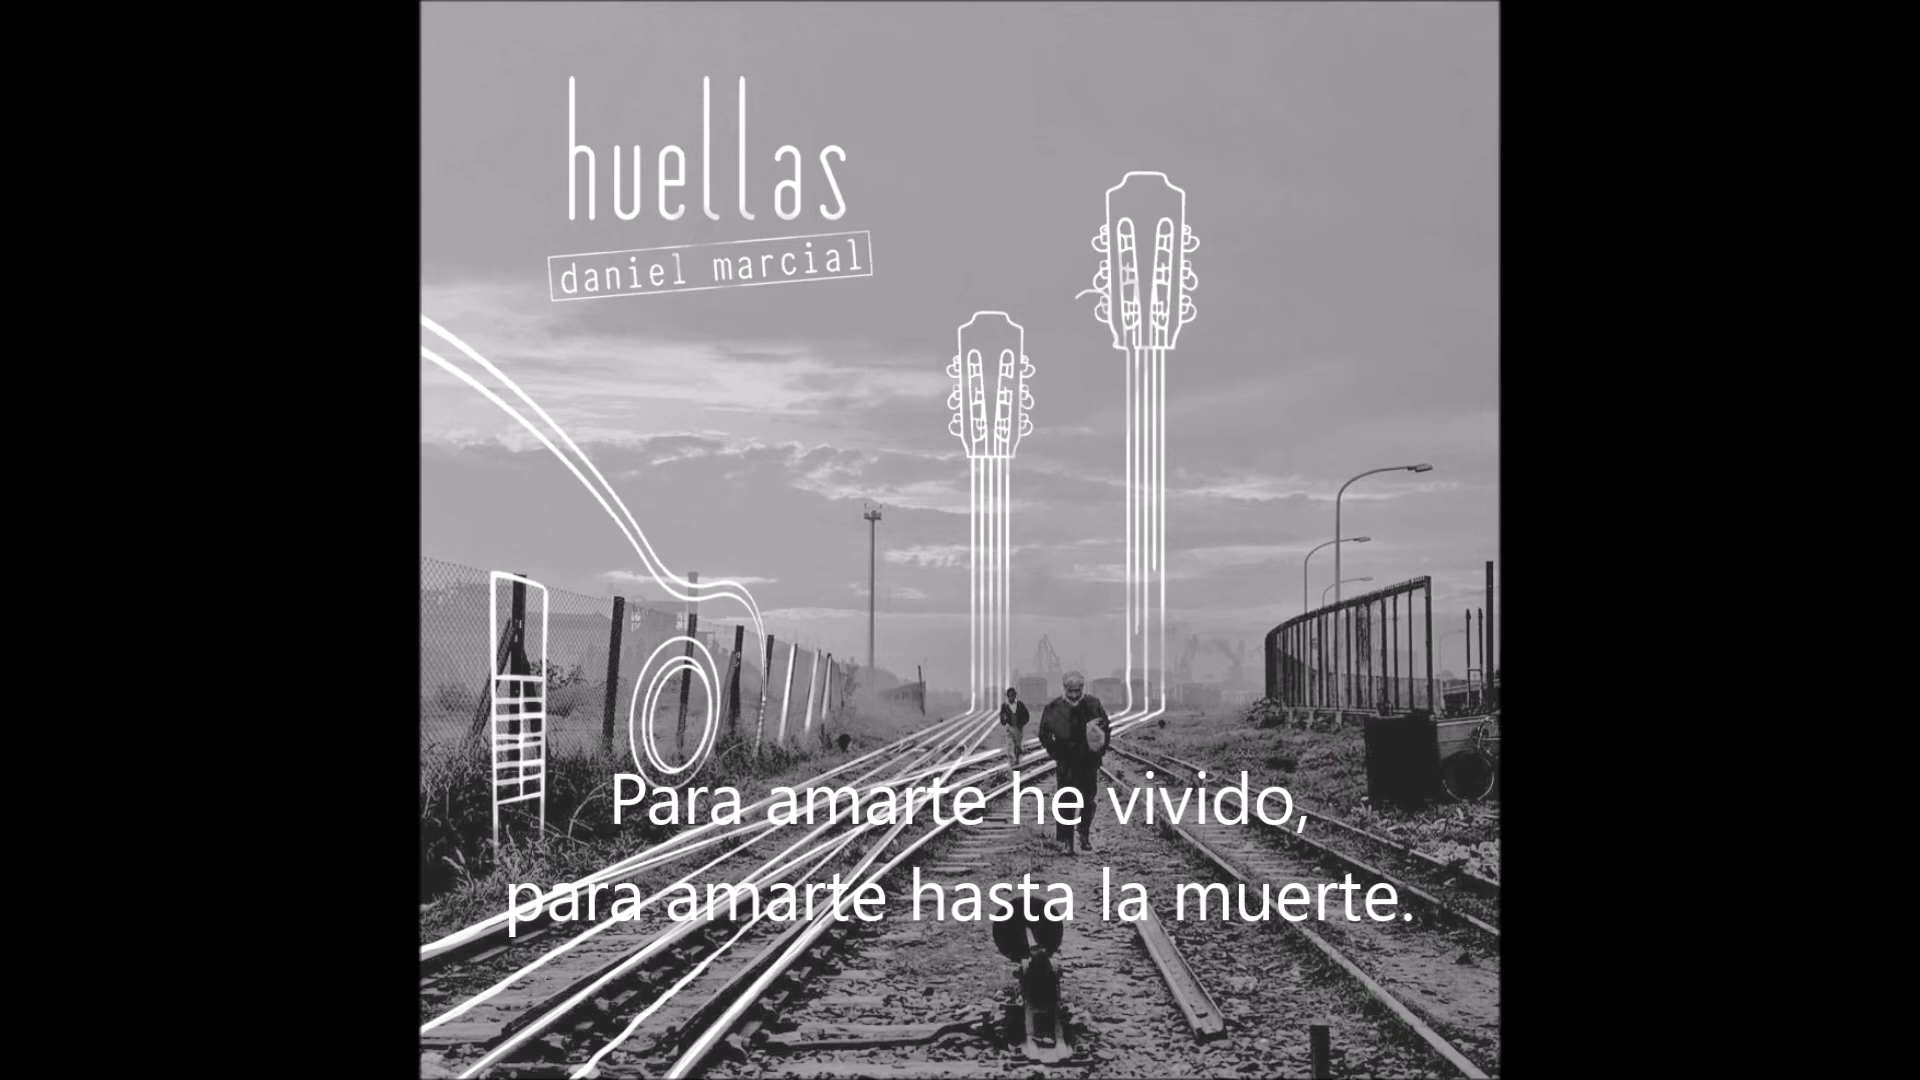 huellas
daniel marcial
Para amarte he vivido,
para amarte hasta la muerte.